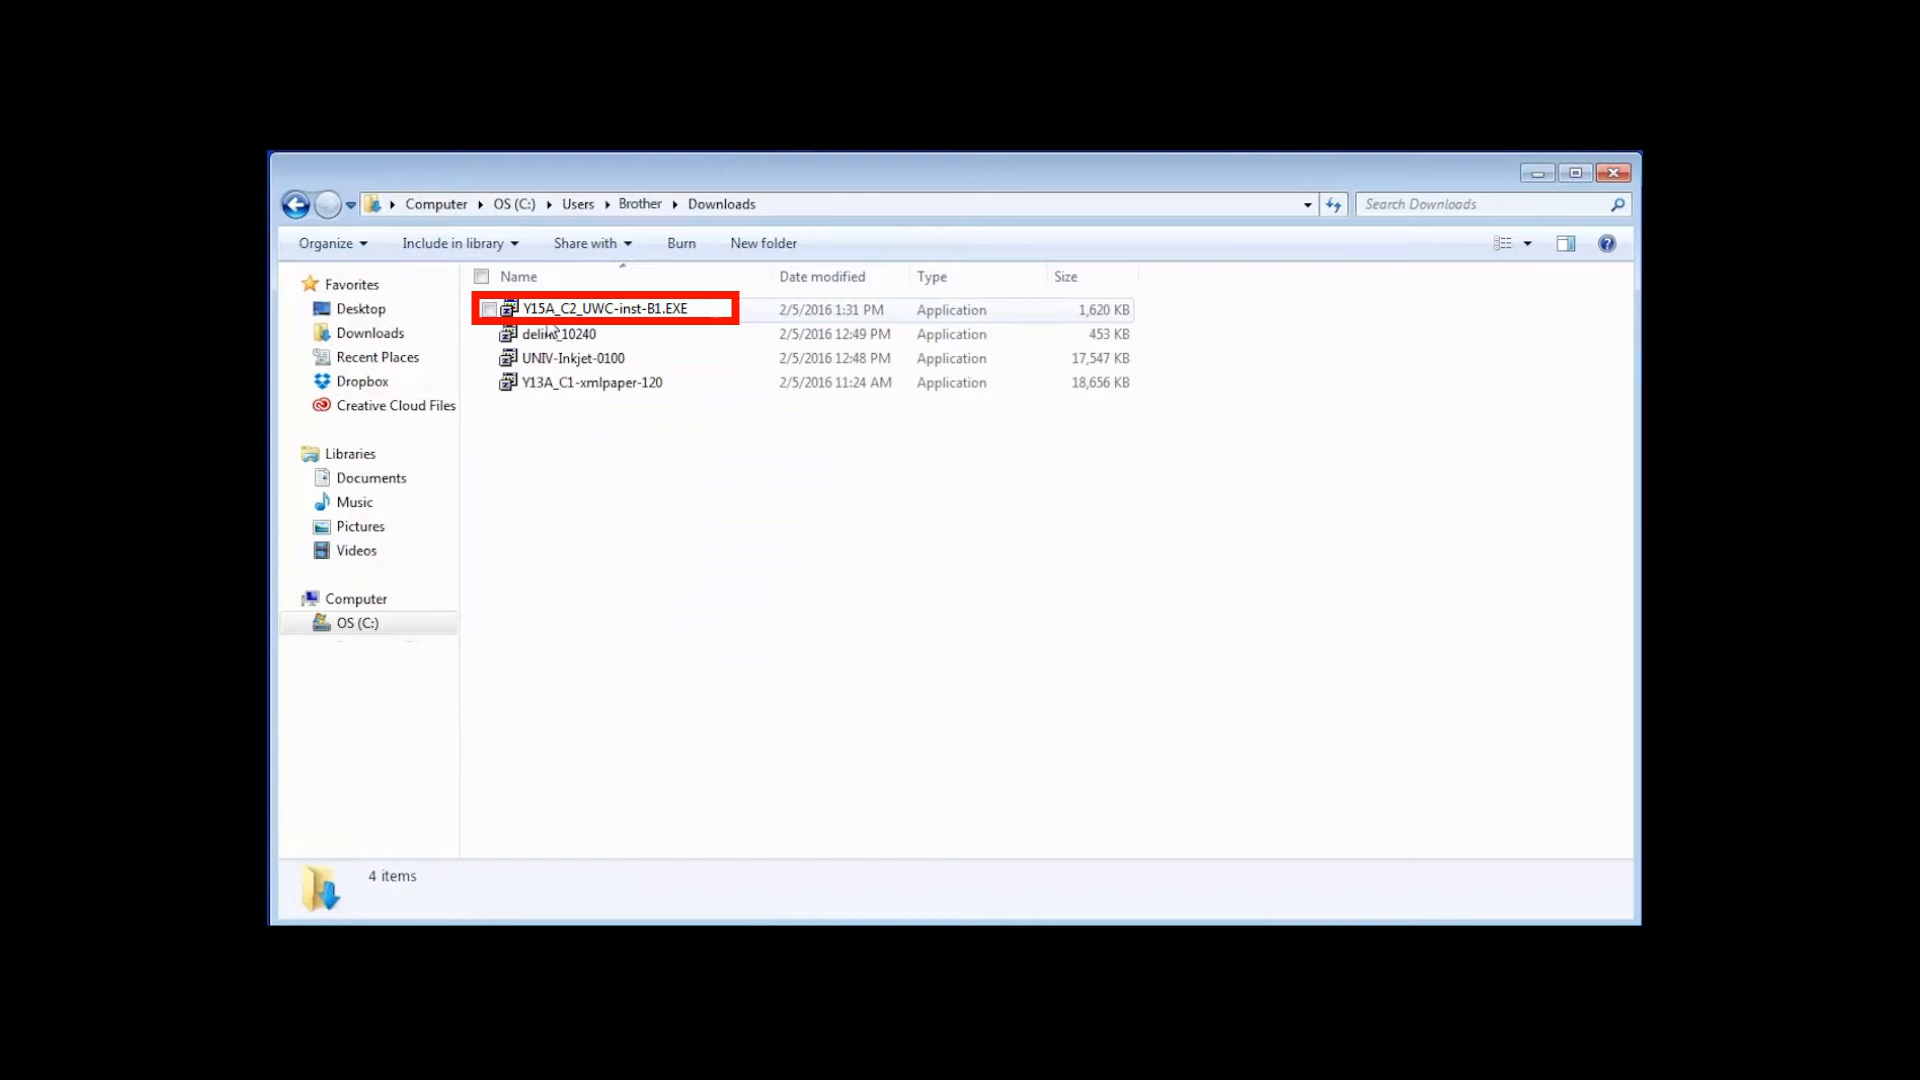 Computer OS (C:) Users Brother Downloads Search Downloads
Organize Include in library Share with Burn New folder
Name Date modified Type Size
Favorites
Desktop
Downloads
Recent Places
Dropbox
Creative Cloud Files
Libraries
Documents
Music
Pictures
Videos
Computer
OS (C:)
Y15A_C2_UWC-inst-B1.EXE 2/5/2016 1:31 PM Application 1,620 KB
2/5/2016 12:49 PM Application 453 KB
UNIV-Inkjet-0100 2/5/2016 12:48 PM Application 17,547 KB
Y13A_C1-xmlpaper-120 2/5/2016 11:24 AM Application 18,656 KB
4 items